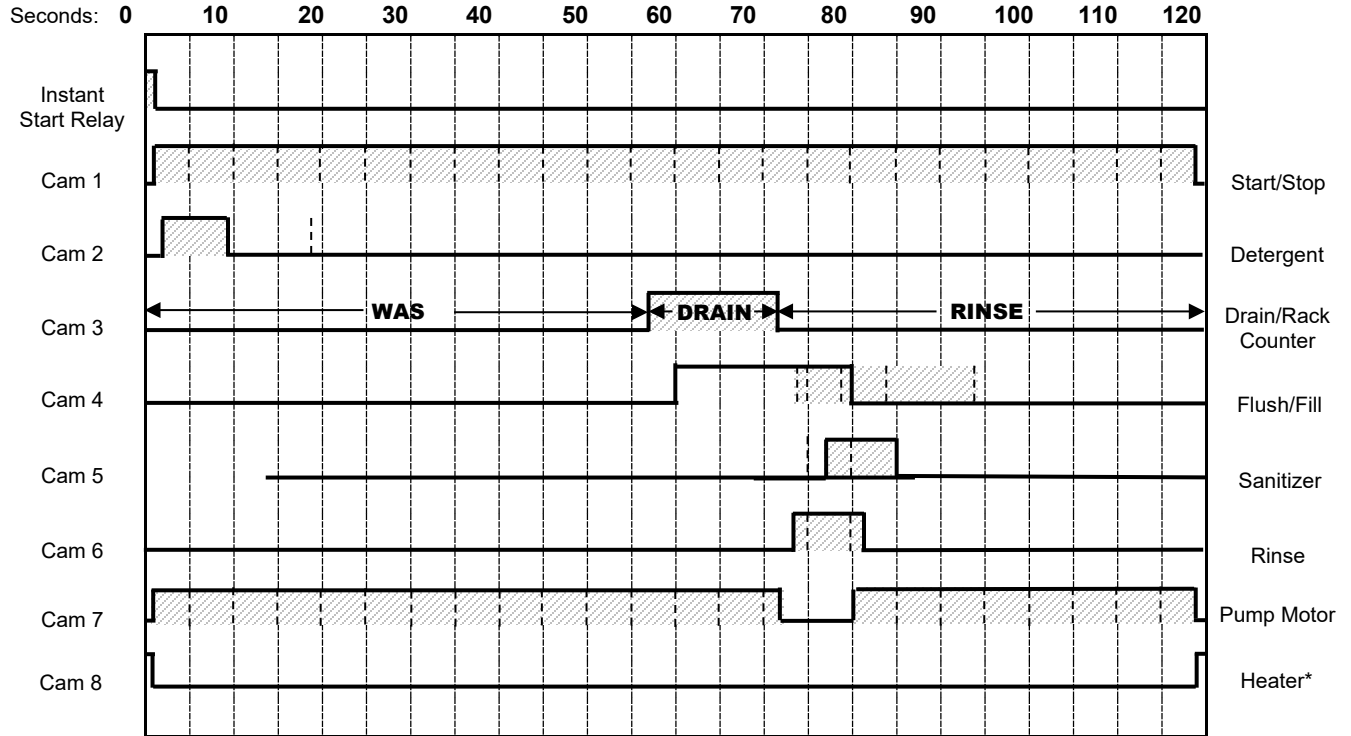 Seconds: 0 10 20 30 40 50 60 70 80 90 100 110 120
Instant
Start Relay
Cam 1 Start/Stop
Cam 2 Detergent
Cam 3 WAS DRAIN RINSE Drain/Rack
Counter
Cam 4 Flush/Fill
Cam 5 Sanitizer
Cam 6 Rinse
Cam 7 Pump Motor
Cam 8 Heater*